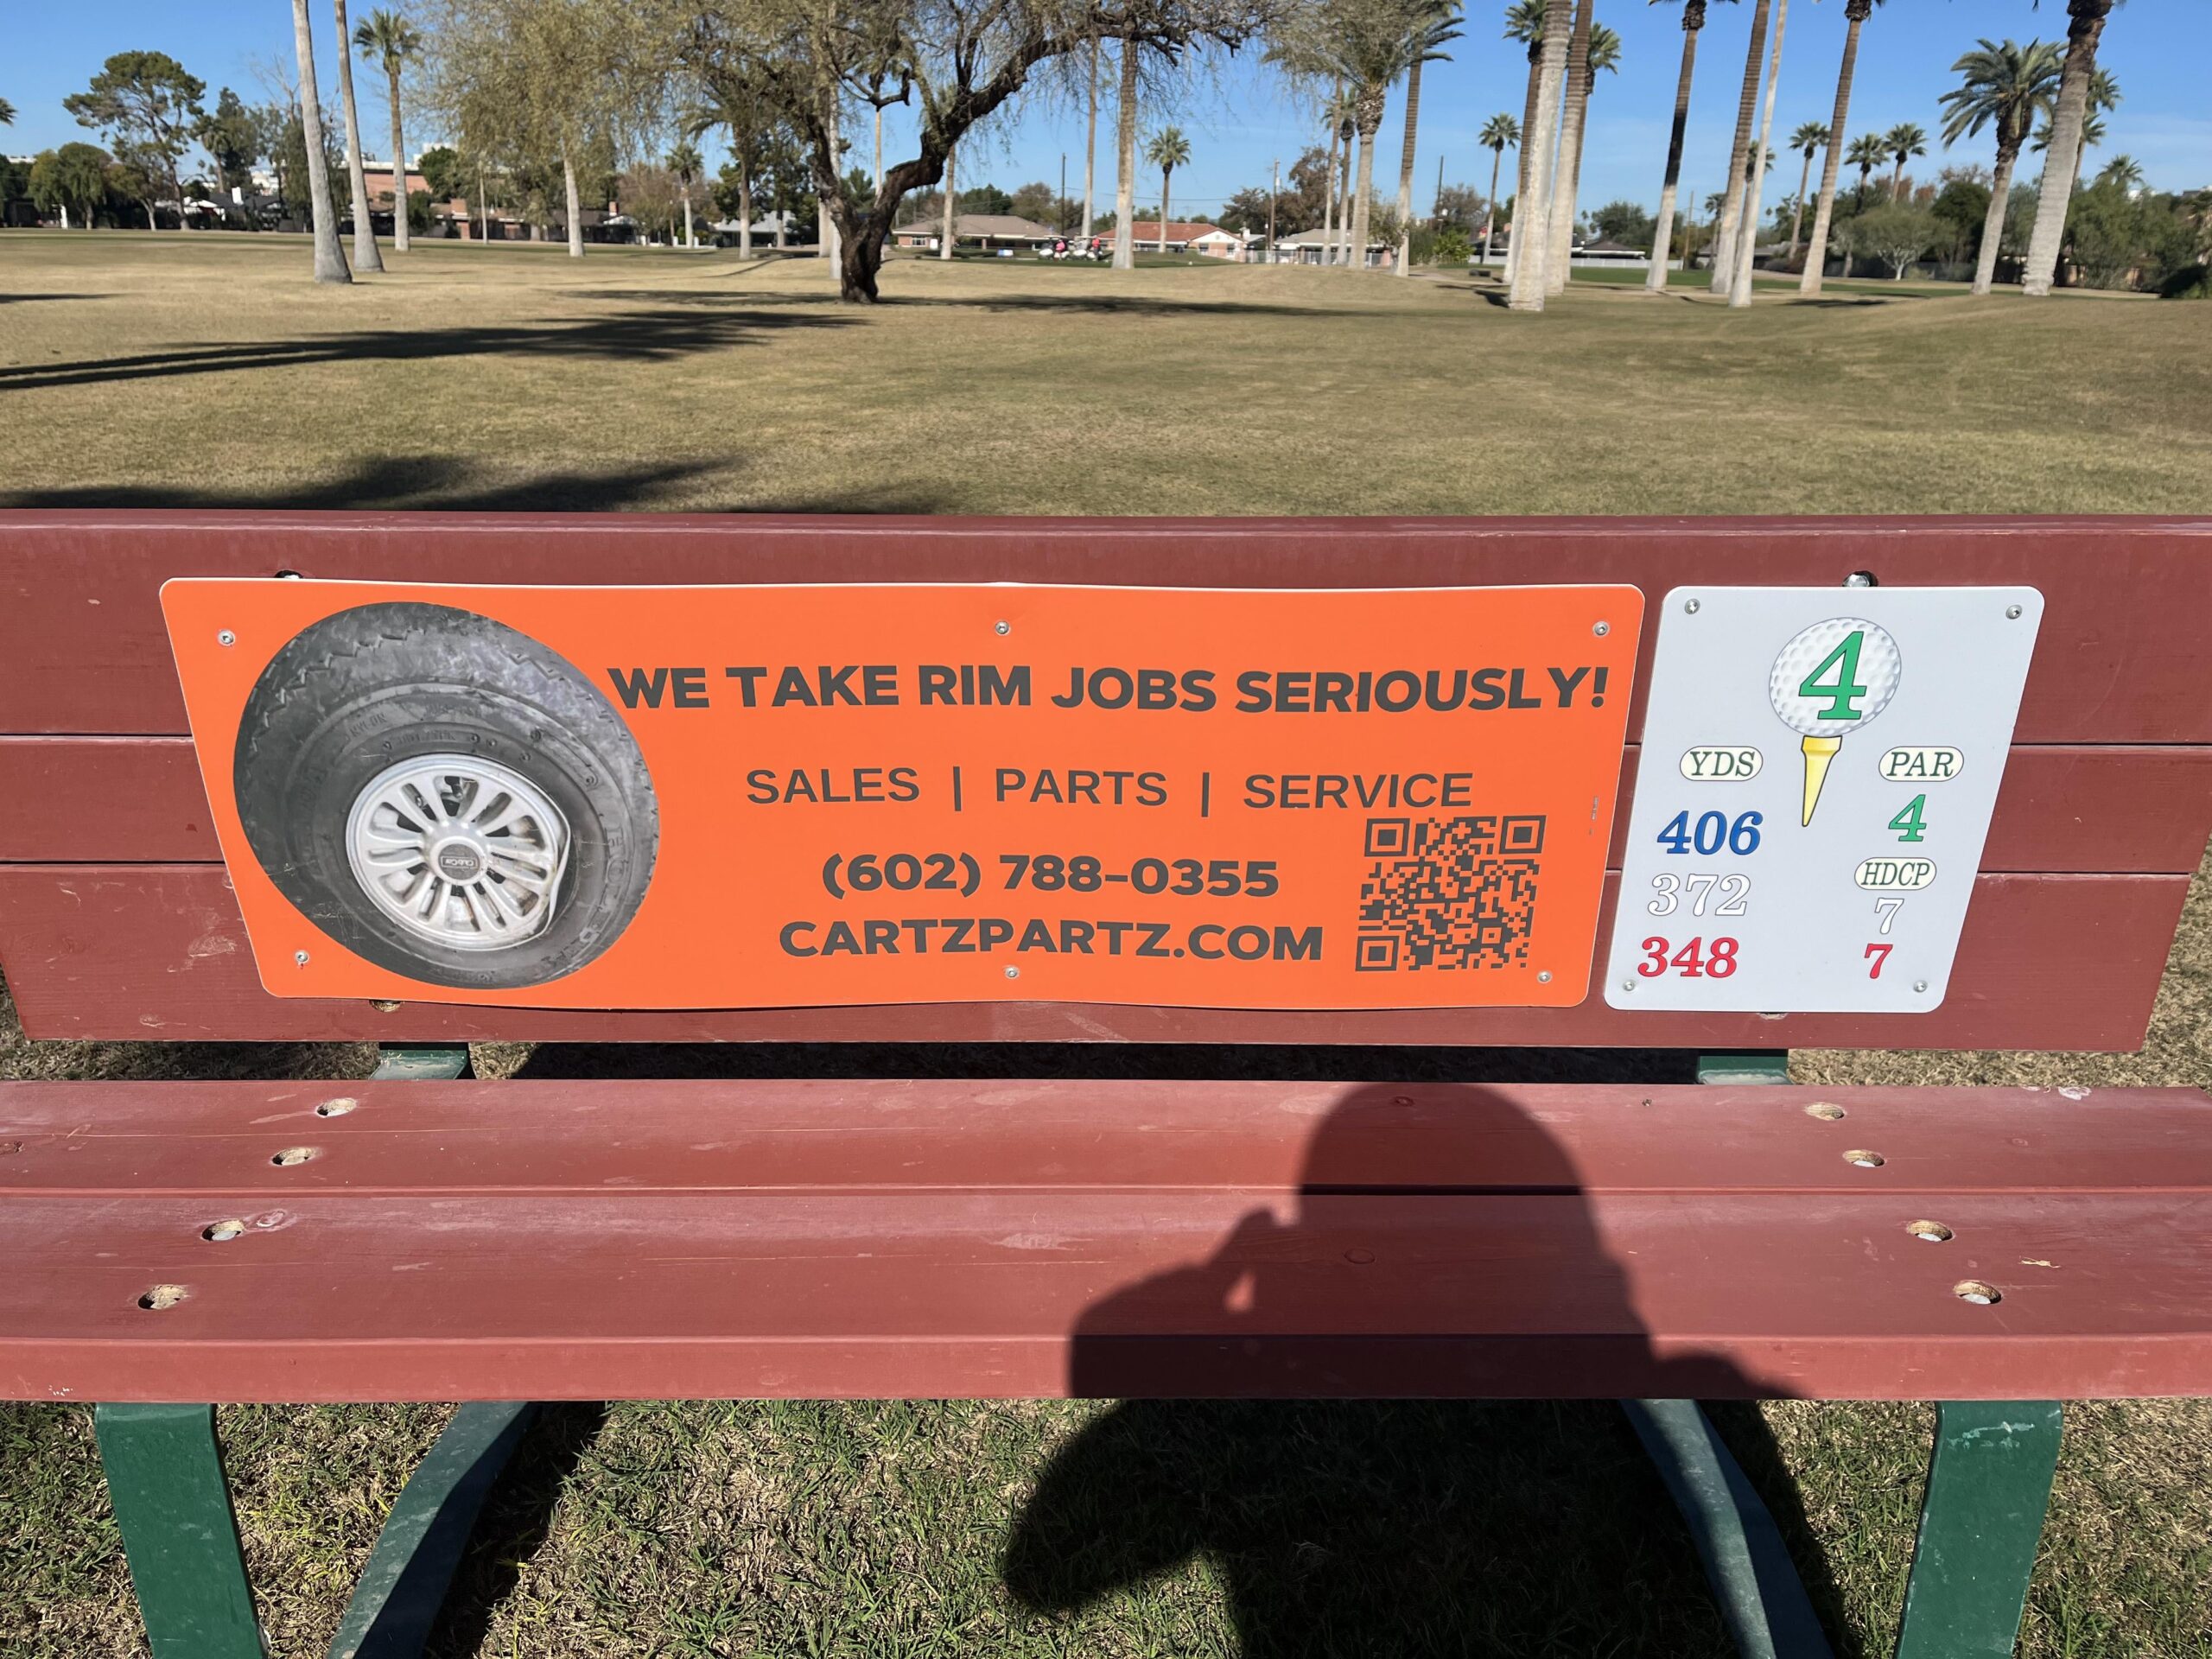 WE TAKE RIM JOBS SERIOUSLY!
SALES | PARTS | SERVICE
(602) 788-0355
CARTZPARTZ.COM
4
YDS
406
372
348
PAR
4
HDCP
7
7